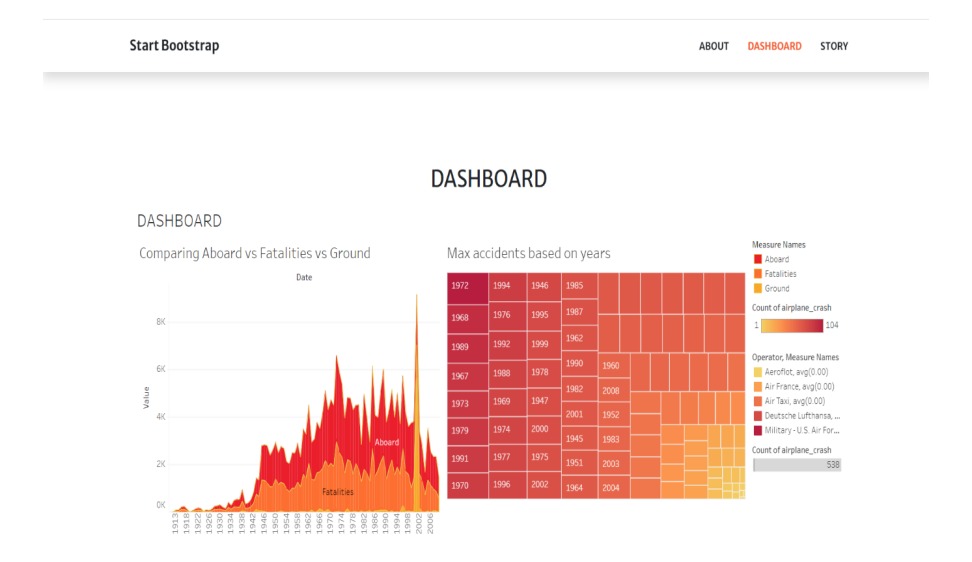 Start Bootstrap
ABOUT DASHBOARD STORY
DASHBOARD
DASHBOARD
Comparing Aboard vs Fatalities vs Ground
Date
Value
8K
6K
4K
2K
0K
Aboard
Fatalities
1913 1918 1922 1926 1930 1934 1938 1942 1946 1950 1954 1958 1962 1966 1970 1974 1978 1982 1986 1990 1994 1998 2002 2006
Max accidents based on years
1972 1994 1946 1985
1968 1976 1995 1987
1989 1992 1999 1962
1967 1988 1978 1990 1960
1973 1969 1947 1982 2008
1979 1974 2000 2001 1952
1991 1977 1975 1945 1983
1970 1996 2002 1951 2003
1964 2004
Measure Names
Aboard
Fatalities
Ground
Count of airplane_crash
1 104
Operator, Measure Names
Aeroflot, avg(0.00)
Air France, avg(0.00)
Air Taxi, avg(0.00)
Deutsche Lufthansa, ...
Military - U.S. Air For...
Count of airplane_crash
538